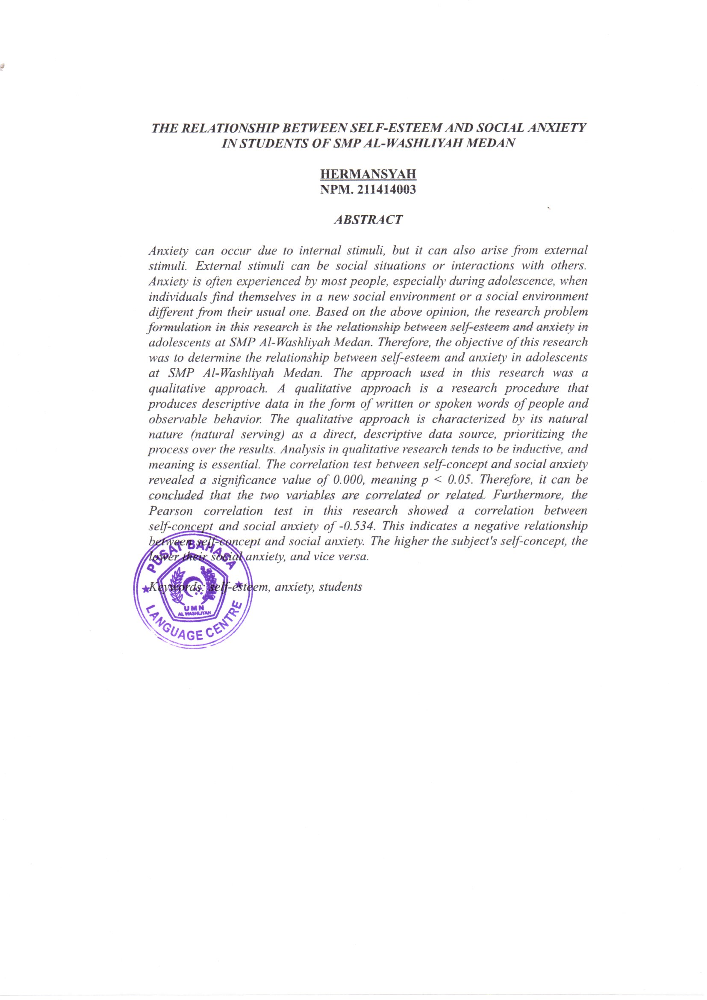 THE RELATIONSHIP BETWEEN SELF-ESTEEM AND SOCIAL ANXIETY
IN STUDENTS OF SMP AL-WASHLIYAH MEDAN
HERMANSYAH
NPM. 211414003
ABSTRACT
Anxiety can occur due to internal stimuli, but it can also arise from external
stimuli. External stimuli can be social situations or interactions with others.
Anxiety is often experienced by most people, especially during adolescence, when
individuals find themselves in a new social environment or a social environment
different from their usual one. Based on the above opinion, the research problem
formulation in this research is the relationship between self-esteem and anxiety in
adolescents at SMP Al-Washliyah Medan. Therefore, the objective of this research
was to determine the relationship between self-esteem and anxiety in adolescents
at SMP Al-Washliyah Medan. The approach used in this research was a
qualitative approach. A qualitative approach is a research procedure that
produces descriptive data in the form of written or spoken words of people and
observable behavior. The qualitative approach is characterized by its natural
nature (natural serving) as a direct, descriptive data source, prioritizing the
process over the results. Analysis in qualitative research tends to be inductive, and
meaning is essential. The correlation test between self-concept and social anxiety
revealed a significance value of 0.000, meaning p < 0.05. Therefore, it can be
concluded that the two variables are correlated or related. Furthermore, the
Pearson correlation test in this research showed a correlation between
self-concept and social anxiety of -0.534. This indicates a negative relationship
between self-concept and social anxiety. The higher the subject's self-concept, the
lower their social anxiety, and vice versa.
Keywords: self-esteem, anxiety, students
PUSAT BAHASA
UMN
AL WASHLIYAH
LANGUAGE CENTRE